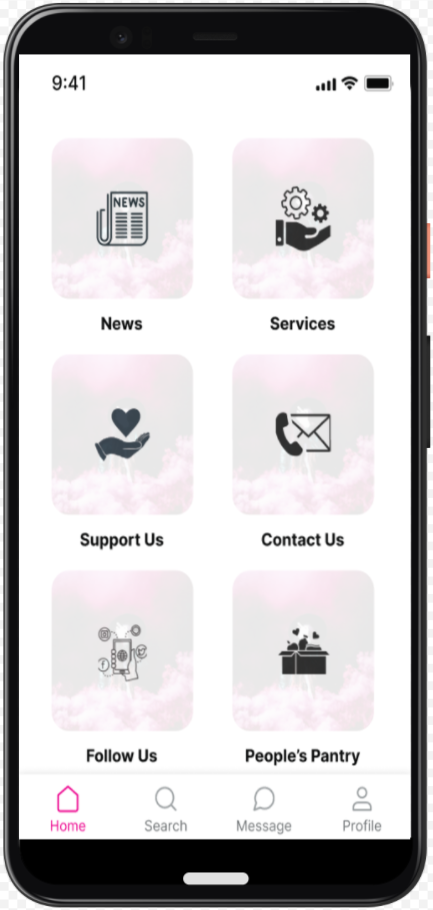 9:41
NEWS
News
Services
Support Us
Contact Us
Follow Us
People’s Pantry
Home
Search
Message
Profile